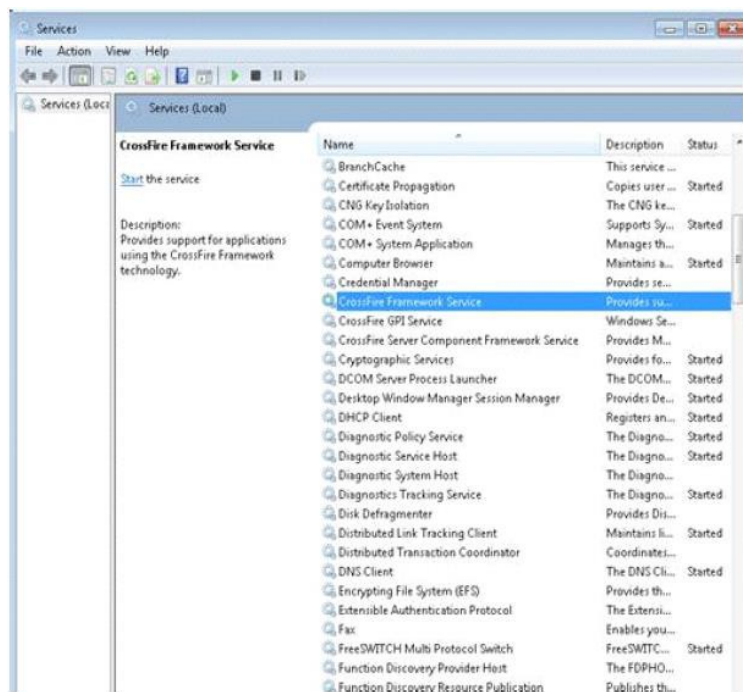 Services
File Action View Help
Services (Loca
Services (Local)
CrossFire Framework Service
Start the service
Description:
Provides support for applications
using the CrossFire Framework
technology.
Name Description Status
BranchCache This service ...
Certificate Propagation Copies user ... Started
CNG Key Isolation The CNG ke...
COM+ Event System Supports Sy... Started
COM+ System Application Manages th...
Computer Browser Maintains a... Started
Credential Manager Provides se...
CrossFire Framework Service Provides su...
CrossFire GPI Service Windows Se...
CrossFire Server Component Framework Service Provides M...
Cryptographic Services Provides fo... Started
DCOM Server Process Launcher The DCOM... Started
Desktop Window Manager Session Manager Provides De... Started
DHCP Client Registers an... Started
Diagnostic Policy Service The Diagno... Started
Diagnostic Service Host The Diagno... Started
Diagnostic System Host The Diagno...
Diagnostics Tracking Service The Diagno... Started
Disk Defragmenter Provides Dis...
Distributed Link Tracking Client Maintains li... Started
Distributed Transaction Coordinator Coordinates...
DNS Client The DNS Cli... Started
Encrypting File System (EFS) Provides th...
Extensible Authentication Protocol The Extensi...
Fax Enables you...
FreeSWITCH Multi Protocol Switch FreeSWITC... Started
Function Discovery Provider Host The FDPHO...
Function Discovery Resource Publication Publishes th...